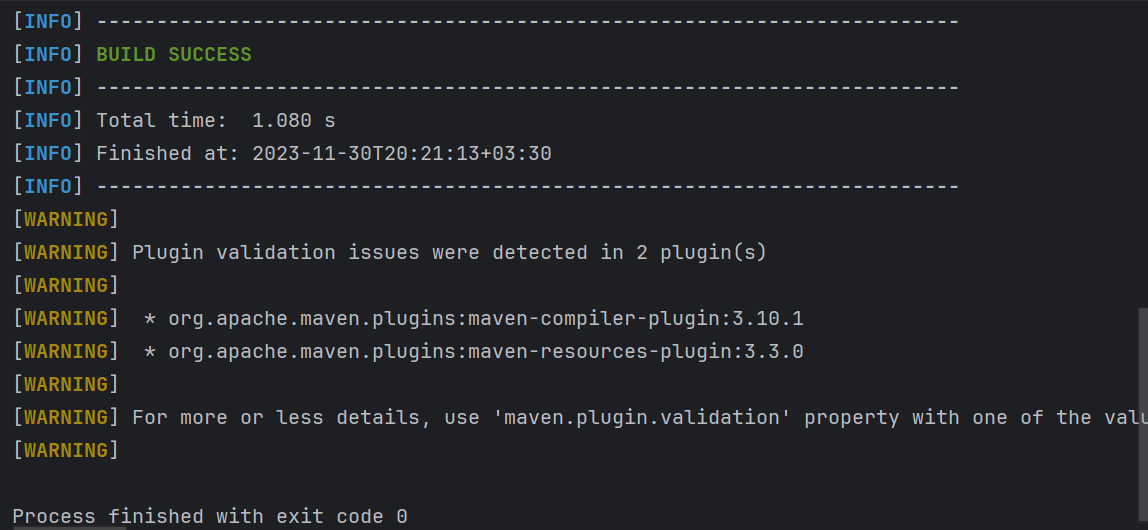 [INFO] ------------------------------------------------------------------------
[INFO] BUILD SUCCESS
[INFO] ------------------------------------------------------------------------
[INFO] Total time:  1.080 s
[INFO] Finished at: 2023-11-30T20:21:13+03:30
[INFO] ------------------------------------------------------------------------
[WARNING]
[WARNING] Plugin validation issues were detected in 2 plugin(s)
[WARNING]
[WARNING]  * org.apache.maven.plugins:maven-compiler-plugin:3.10.1
[WARNING]  * org.apache.maven.plugins:maven-resources-plugin:3.3.0
[WARNING]
[WARNING] For more or less details, use 'maven.plugin.validation' property with one of the
[WARNING]
Process finished with exit code 0